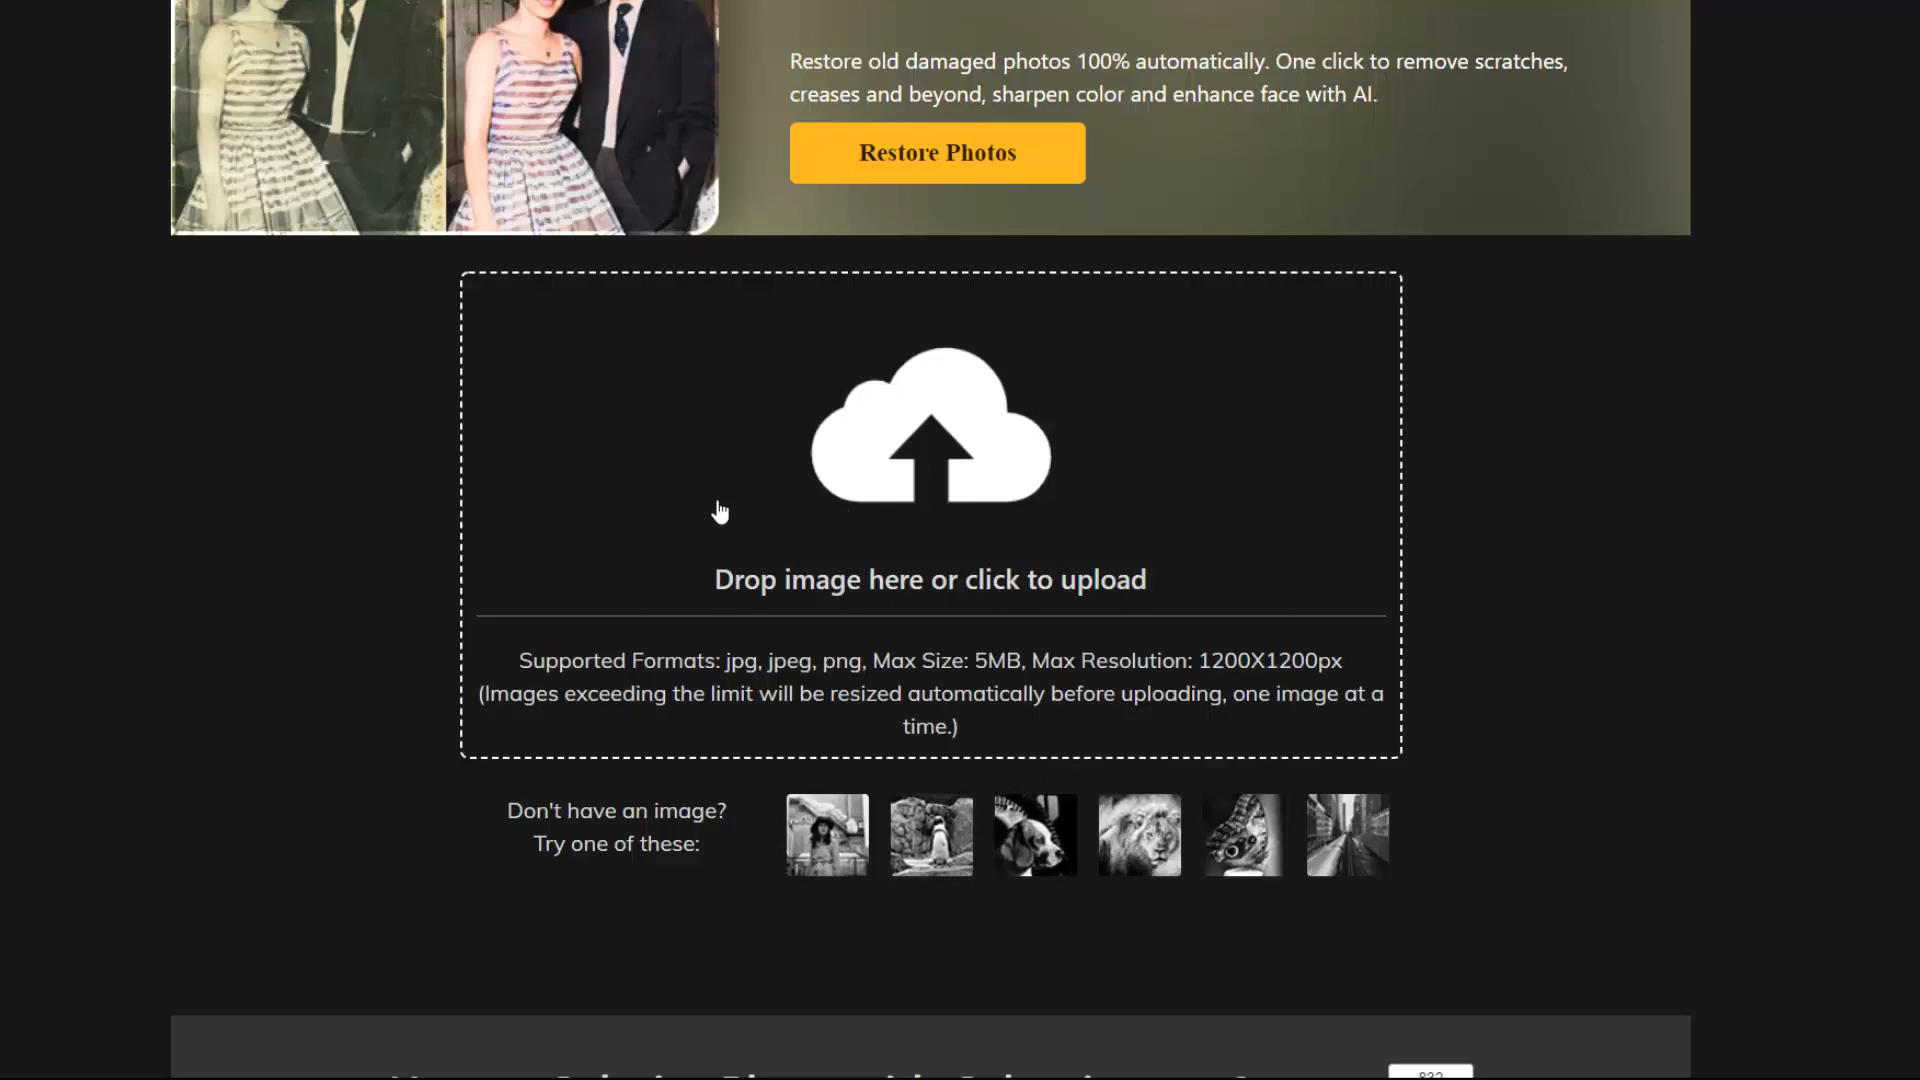 Restore old damaged photos 100% automatically. One click to remove scratches,
creases and beyond, sharpen color and enhance face with AI.
Restore Photos
Drop image here or click to upload
Supported Formats: jpg, jpeg, png, Max Size: 5MB, Max Resolution: 1200X1200px
(Images exceeding the limit will be resized automatically before uploading, one image at a
time.)
Don't have an image?
Try one of these: